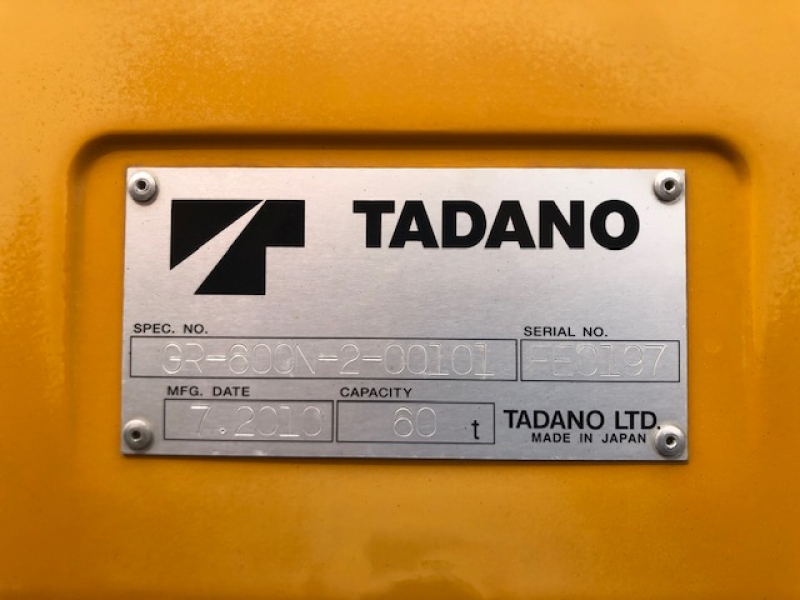 TADANO
SPEC. NO.
GR-600N-2-00101
SERIAL NO.
FE0197
MFG. DATE
7.2010
CAPACITY
60 t
TADANO LTD.
MADE IN JAPAN